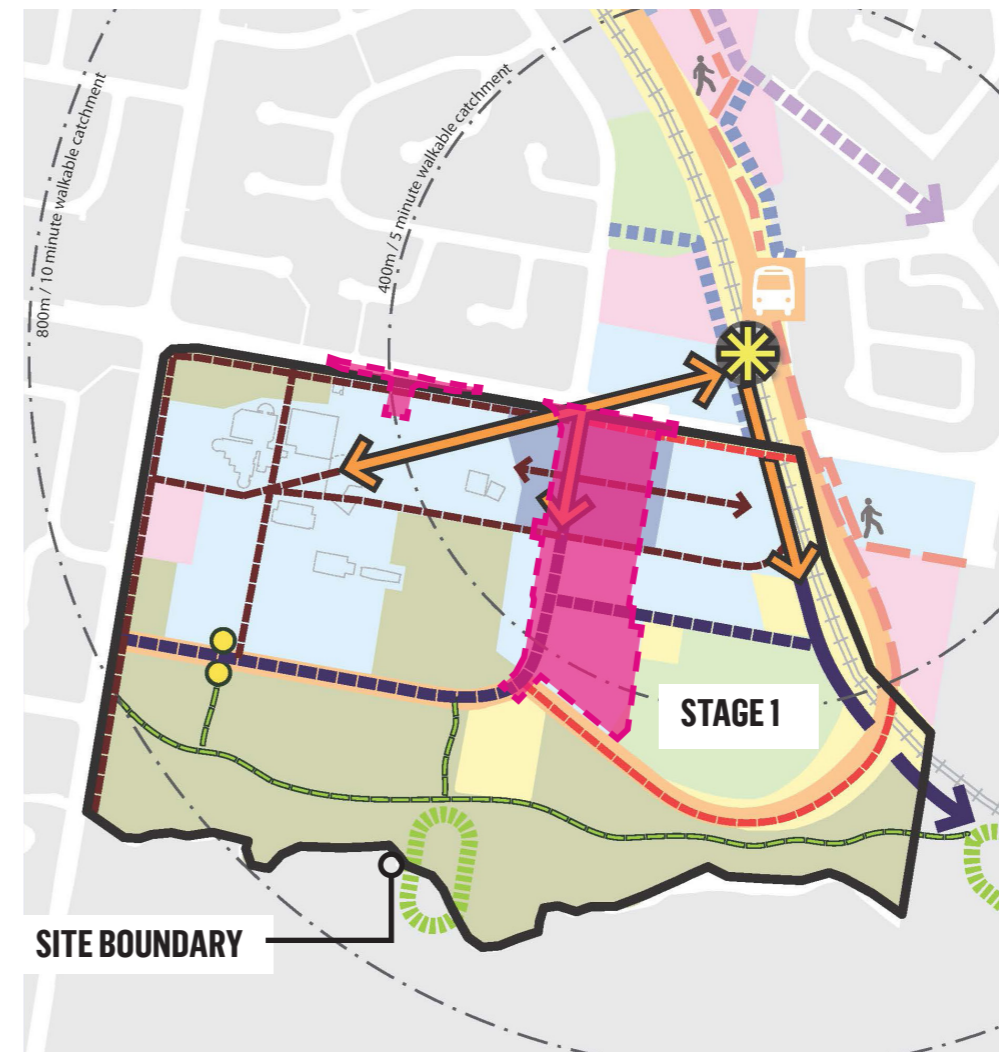 800m / 10 minute walkable catchment
400m / 5 minute walkable catchment
STAGE 1
SITE BOUNDARY